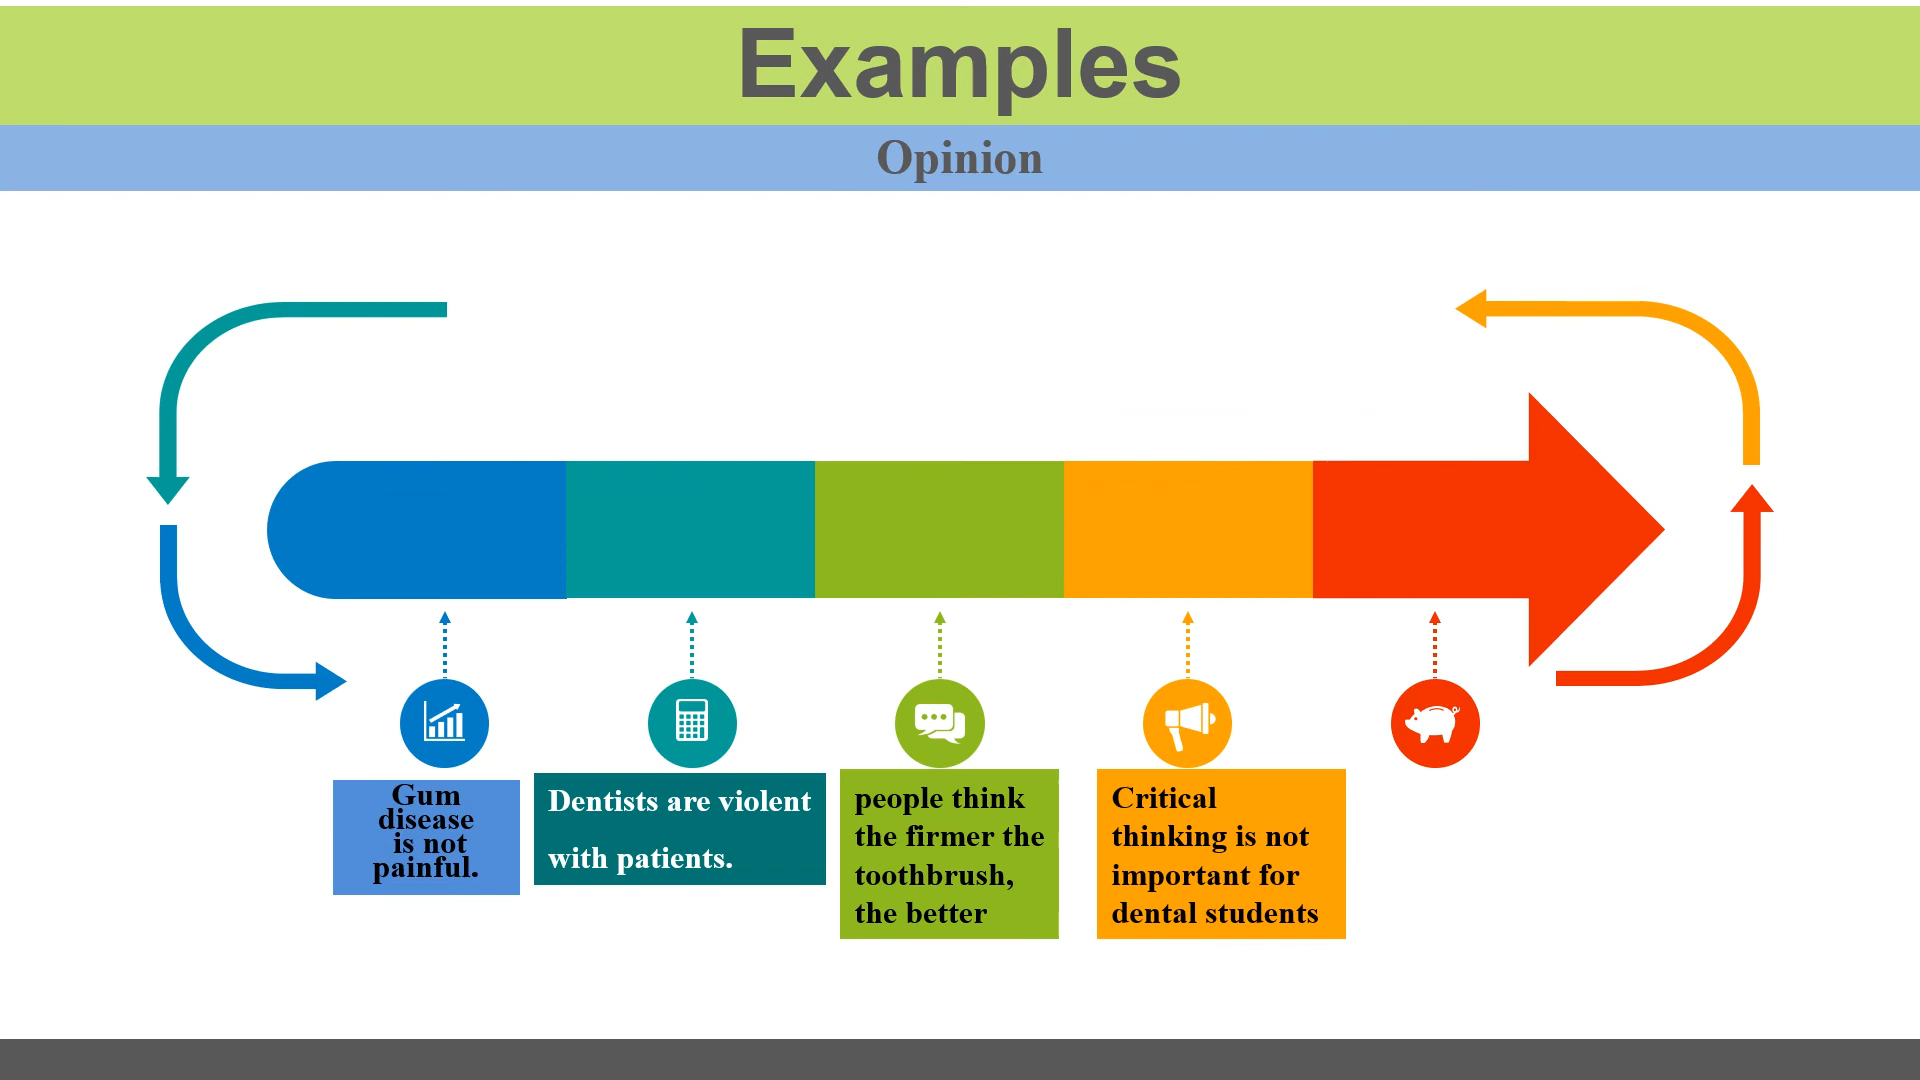 Examples
Opinion
Gum
disease
is not
painful.
Dentists are violent
with patients.
people think
the firmer the
toothbrush,
the better
Critical
thinking is not
important for
dental students